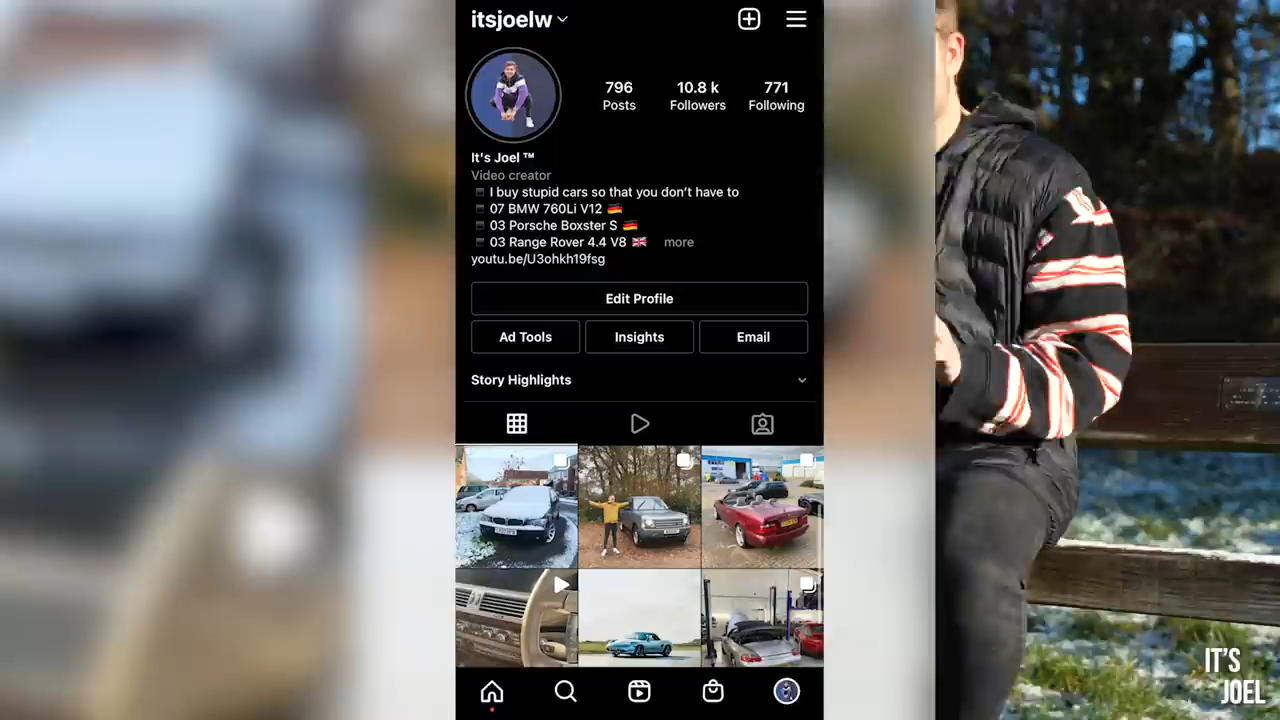 itsjoelw
796
10.8 k
771
Posts
Followers
Following
It's Joel ™
Video creator
I buy stupid cars so that you don't have to
07 BMW 760Li V12 🇩🇪
03 Porsche Boxster S 🇩🇪
03 Range Rover 4.4 V8 🇬🇧 more
youtu.be/U3ohkh19fsg
Edit Profile
Ad Tools
Insights
Email
Story Highlights
IT'S
JOEL